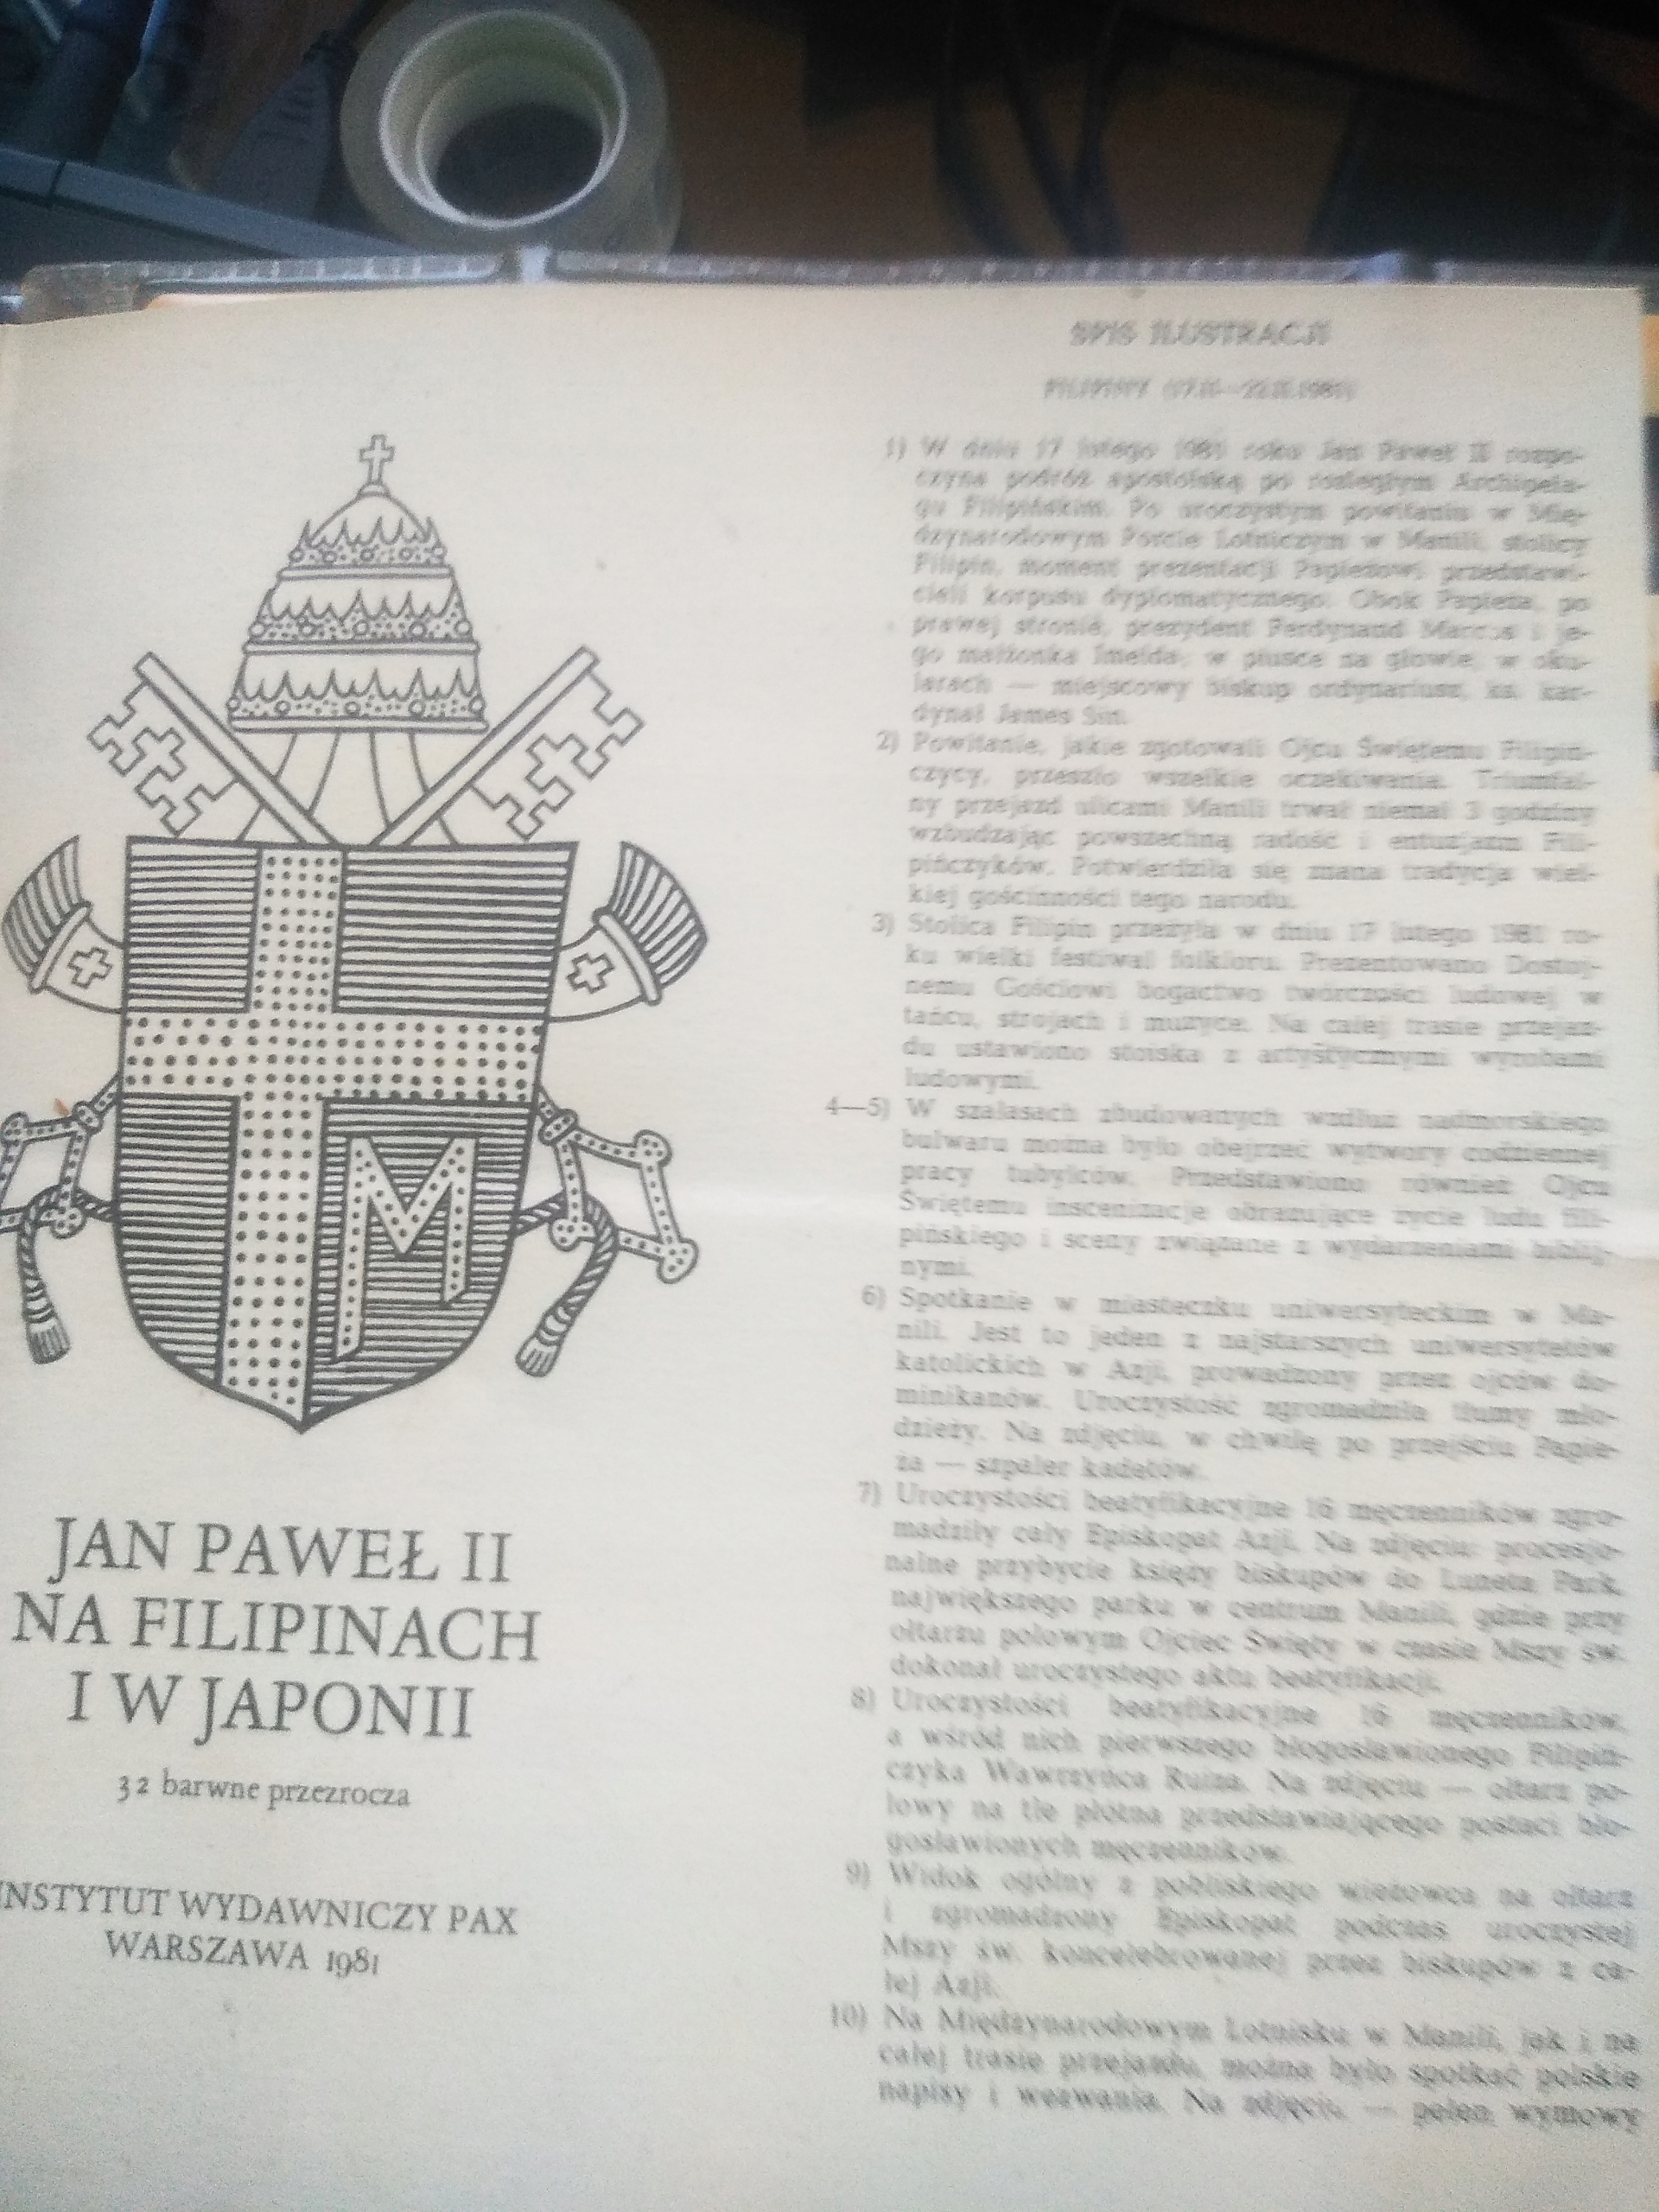 JAN PAWEŁ II
NA FILIPINACH
I W JAPONII
32 barwne przezrocza
INSTYTUT WYDAWNICZY PAX
WARSZAWA 1981
M
SPIS ILUSTRACJI
FILIPINY (17.II—22.II.1981)
1) W dniu 17 lutego 1981 roku Jan Paweł II rozpo-
czyna podróż apostolską po rozległym Archipela-
gu Filipińskim. Po uroczystym powitaniu w Mię-
dzynarodowym Porcie Lotniczym w Manili, stolicy
Filipin, moment prezentacji Papieżowi przedstawi-
cieli korpusu dyplomatycznego. Obok Papieża, po
prawej stronie, prezydent Ferdynand Marcos i je-
go małżonka Imelda; w piusce na głowie, w oku-
larach — miejscowy biskup ordynariusz, ks. kar-
dynał James Sin.
2) Powitanie, jakie zgotowali Ojcu Świętemu Filipiń-
czycy, przeszło wszelkie oczekiwania. Triumfal-
ny przejazd ulicami Manili trwał niemal 3 godziny
wzbudzając powszechną radość i entuzjazm Fili-
pińczyków. Potwierdziła się znana tradycja wiel-
kiej gościnności tego narodu.
3) Stolica Filipin przeżyła w dniu 17 lutego 1981 ro-
ku wielki festiwal folkloru. Prezentowano Dostoj-
nemu Gościowi bogactwo twórczości ludowej w
tańcu, strojach i muzyce. Na całej trasie przejaz-
du ustawiono stoiska z artystycznymi wyrobami
ludowymi.
4—5) W szałasach zbudowanych wzdłuż nadmorskiego
bulwaru można było obejrzeć wytwory codziennej
pracy tubylców. Przedstawiono również Ojcu
Świętemu inscenizacje obrazujące życie ludu fili-
pińskiego i sceny związane z wydarzeniami biblij-
nymi.
6) Spotkanie w miasteczku uniwersyteckim w Ma-
nili. Jest to jeden z najstarszych uniwersytetów
katolickich w Azji, prowadzony przez ojców do-
minikanów. Uroczystość zgromadziła tłumy mło-
dzieży. Na zdjęciu, w chwilę po przejściu Papie-
ża — szpaler kadetów.
7) Uroczystości beatyfikacyjne 16 męczenników zgro-
madziły cały Episkopat Azji. Na zdjęciu: procesjo-
nalne przybycie księży biskupów do Luneta Park,
największego parku w centrum Manili, gdzie przy
ołtarzu polowym Ojciec Święty w czasie Mszy św.
dokonał uroczystego aktu beatyfikacji.
8) Uroczystości beatyfikacyjne 16 męczenników,
a wśród nich pierwszego błogosławionego Filipiń-
czyka Wawrzyńca Ruiza. Na zdjęciu — ołtarz po-
lowy na tle płótna przedstawiającego postaci bło-
gosławionych męczenników.
9) Widok ogólny z pobliskiego wieżowca na ołtarz
i zgromadzony Episkopat podczas uroczystej
Mszy św. koncelebrowanej przez biskupów z ca-
łej Azji.
10) Na Międzynarodowym Lotnisku w Manili, jak i na
całej trasie przejazdu, można było spotkać polskie
napisy i wezwania. Na zdjęciu — pełen wymowy